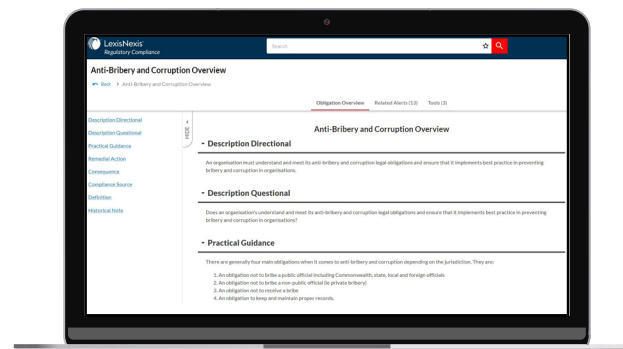 LexisNexis
Regulatory Compliance
Search
Anti-Bribery and Corruption Overview
Back > Anti-Bribery and Corruption Overview
Obligation Overview Related Alerts (13) Tools (3)
Description Directional
Description Questional
Practical Guidance
Remedial Action
Consequence
Compliance Source
Definition
Historical Note
HIDE
Anti-Bribery and Corruption Overview
Description Directional
An organisation must understand and meet its anti-bribery and corruption legal obligations and ensure that it implements best practice in preventing
bribery and corruption in organisations.
Description Questional
Does an organisation's understand and meet its anti-bribery and corruption legal obligations and ensure that it implements best practice in preventing
bribery and corruption in organisations?
Practical Guidance
There are generally four main obligations when it comes to anti-bribery and corruption depending on the jurisdiction. They are:
1. An obligation not to bribe a public official including Commonwealth, state, local and foreign officials
2. An obligation not to bribe a non-public official (ie private bribery)
3. An obligation not to receive a bribe
4. An obligation to keep and maintain proper records.